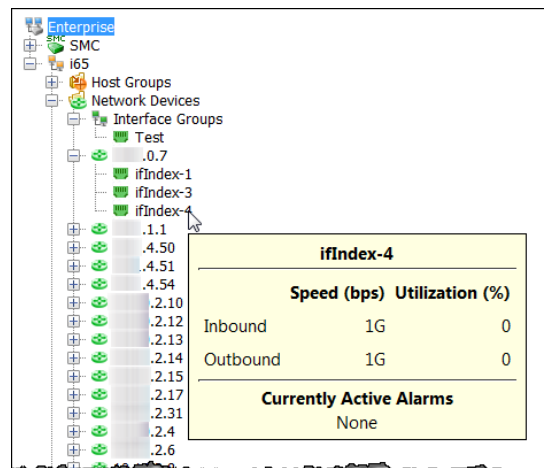 Enterprise
SMC
SMC
i65
Host Groups
Network Devices
Interface Groups
Test
.0.7
ifIndex-1
ifIndex-3
ifIndex-4
.1.1
.4.50
.4.51
.4.54
.2.10
.2.12
.2.13
.2.14
.2.15
.2.17
.2.31
.2.4
.2.6
ifIndex-4
Speed (bps) Utilization (%)
Inbound 1G 0
Outbound 1G 0
Currently Active Alarms
None